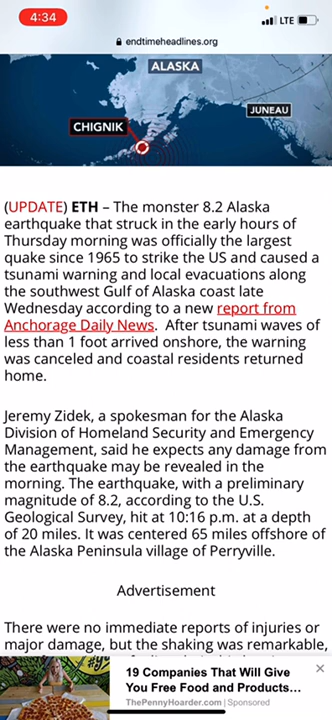 4:34
LTE
endtimeheadlines.org
ALASKA
JUNEAU
CHIGNIK
(UPDATE) ETH – The monster 8.2 Alaska
earthquake that struck in the early hours of
Thursday morning was officially the largest
quake since 1965 to strike the US and caused a
tsunami warning and local evacuations along
the southwest Gulf of Alaska coast late
Wednesday according to a new report from
Anchorage Daily News.  After tsunami waves of
less than 1 foot arrived onshore, the warning
was canceled and coastal residents returned
home.
Jeremy Zidek, a spokesman for the Alaska
Division of Homeland Security and Emergency
Management, said he expects any damage from
the earthquake may be revealed in the
morning. The earthquake, with a preliminary
magnitude of 8.2, according to the U.S.
Geological Survey, hit at 10:16 p.m. at a depth
of 20 miles. It was centered 65 miles offshore of
the Alaska Peninsula village of Perryville.
Advertisement
There were no immediate reports of injuries or
major damage, but the shaking was remarkable,
19 Companies That Will Give
You Free Food and Products...
ThePennyHoarder.com | Sponsored